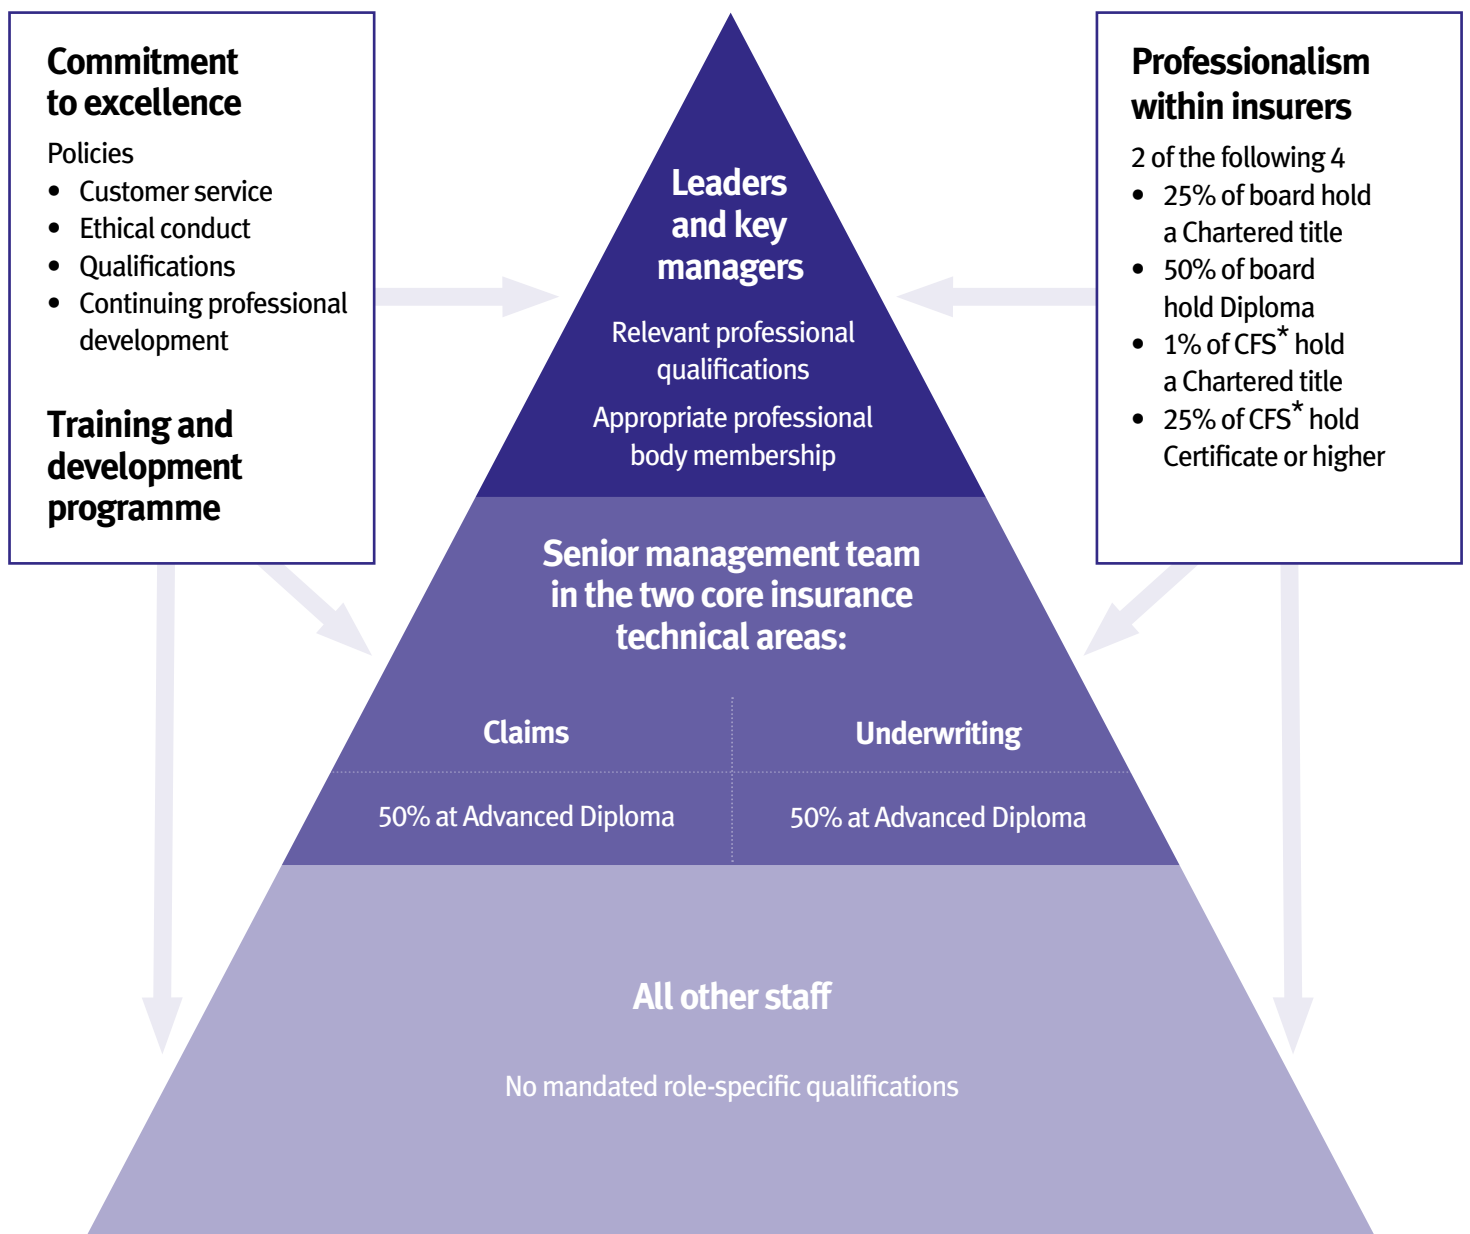 Commitment
to excellence
Policies
• Customer service
• Ethical conduct
• Qualifications
• Continuing professional
development
Training and
development
programme
Leaders
and key
managers
Relevant professional
qualifications
Appropriate professional
body membership
Senior management team
in the two core insurance
technical areas:
Claims
Underwriting
50% at Advanced Diploma
50% at Advanced Diploma
All other staff
No mandated role-specific qualifications
Professionalism
within insurers
2 of the following 4
• 25% of board hold
a Chartered title
• 50% of board
hold Diploma
• 1% of CFS* hold
a Chartered title
• 25% of CFS* hold
Certificate or higher